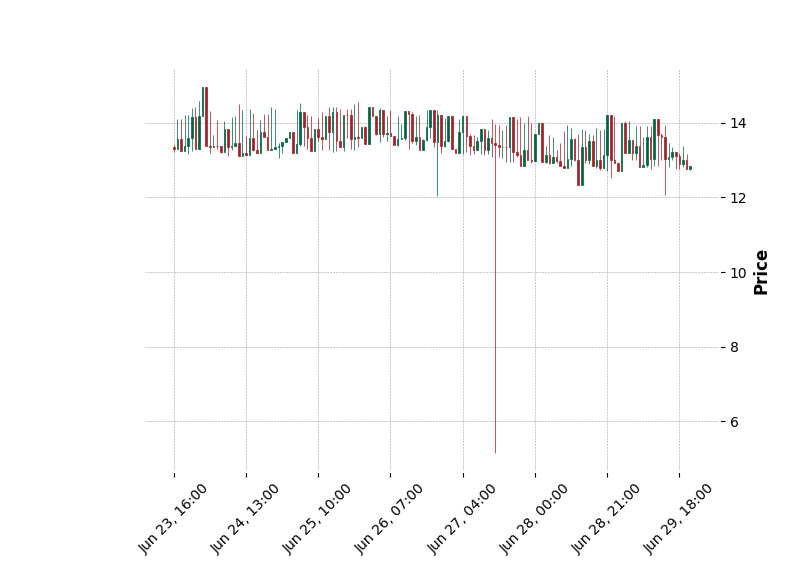 14
12
10
8
6
Price
Jun 23, 16:00
Jun 24, 13:00
Jun 25, 10:00
Jun 26, 07:00
Jun 27, 04:00
Jun 28, 00:00
Jun 28, 21:00
Jun 29, 18:00